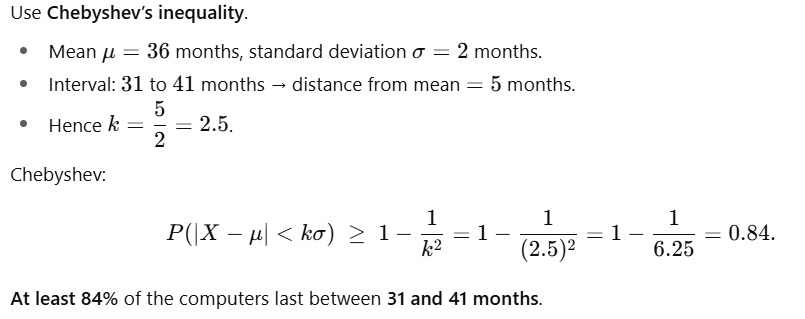 Use Chebyshev’s inequality.
• Mean μ = 36 months, standard deviation σ = 2 months.
• Interval: 31 to 41 months → distance from mean = 5 months.
• Hence k = 5/2 = 2.5.
Chebyshev:
P(|X − μ| < kσ) ≥ 1 − 1/k² = 1 − 1/(2.5)² = 1 − 1/6.25 = 0.84.
At least 84% of the computers last between 31 and 41 months.